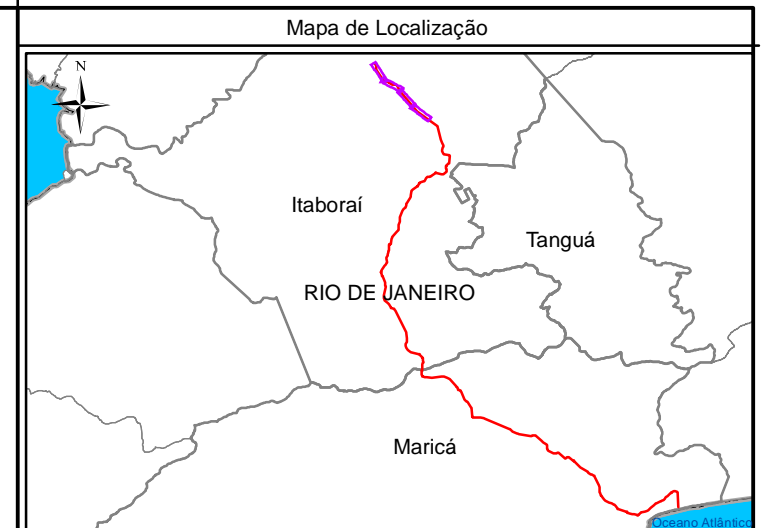 Mapa de Localização
N
Itaboraí
Tanguá
RIO DE JANEIRO
Maricá
Oceano Atlântico